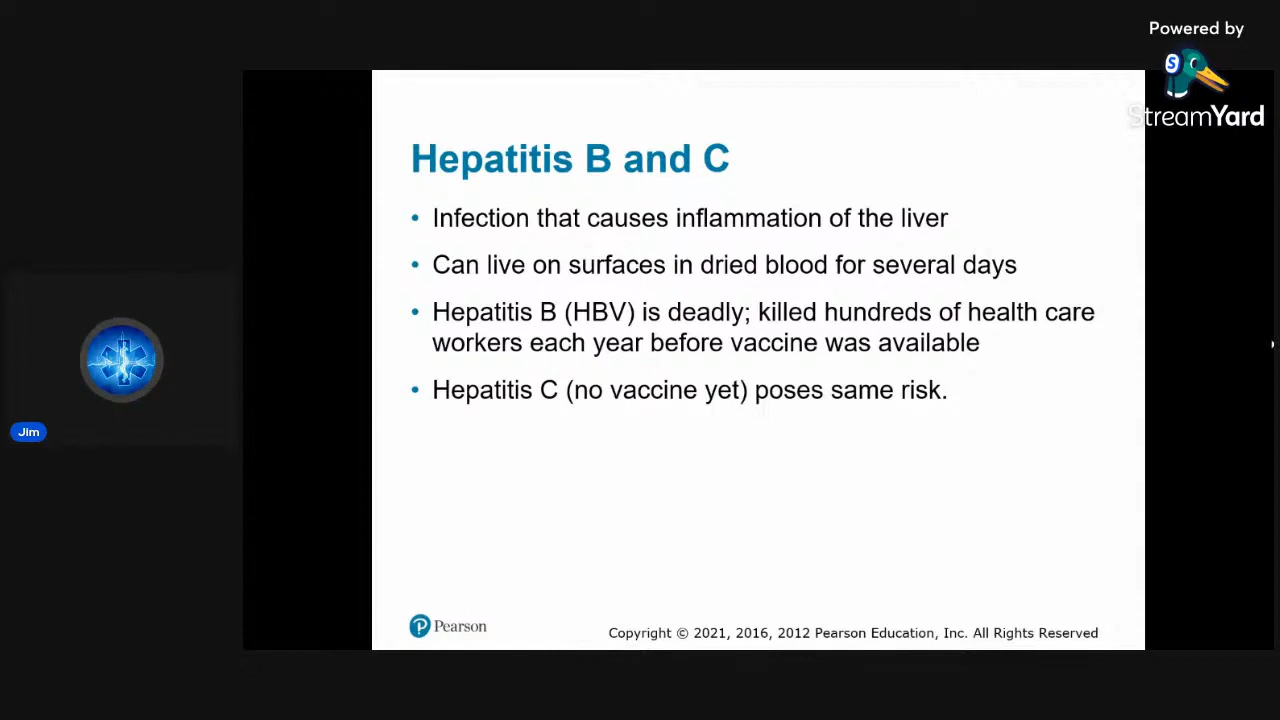 Powered by
StreamYard
Hepatitis B and C
• Infection that causes inflammation of the liver
• Can live on surfaces in dried blood for several days
• Hepatitis B (HBV) is deadly; killed hundreds of health care
workers each year before vaccine was available
• Hepatitis C (no vaccine yet) poses same risk.
Jim
Pearson
Copyright © 2021, 2016, 2012 Pearson Education, Inc. All Rights Reserved